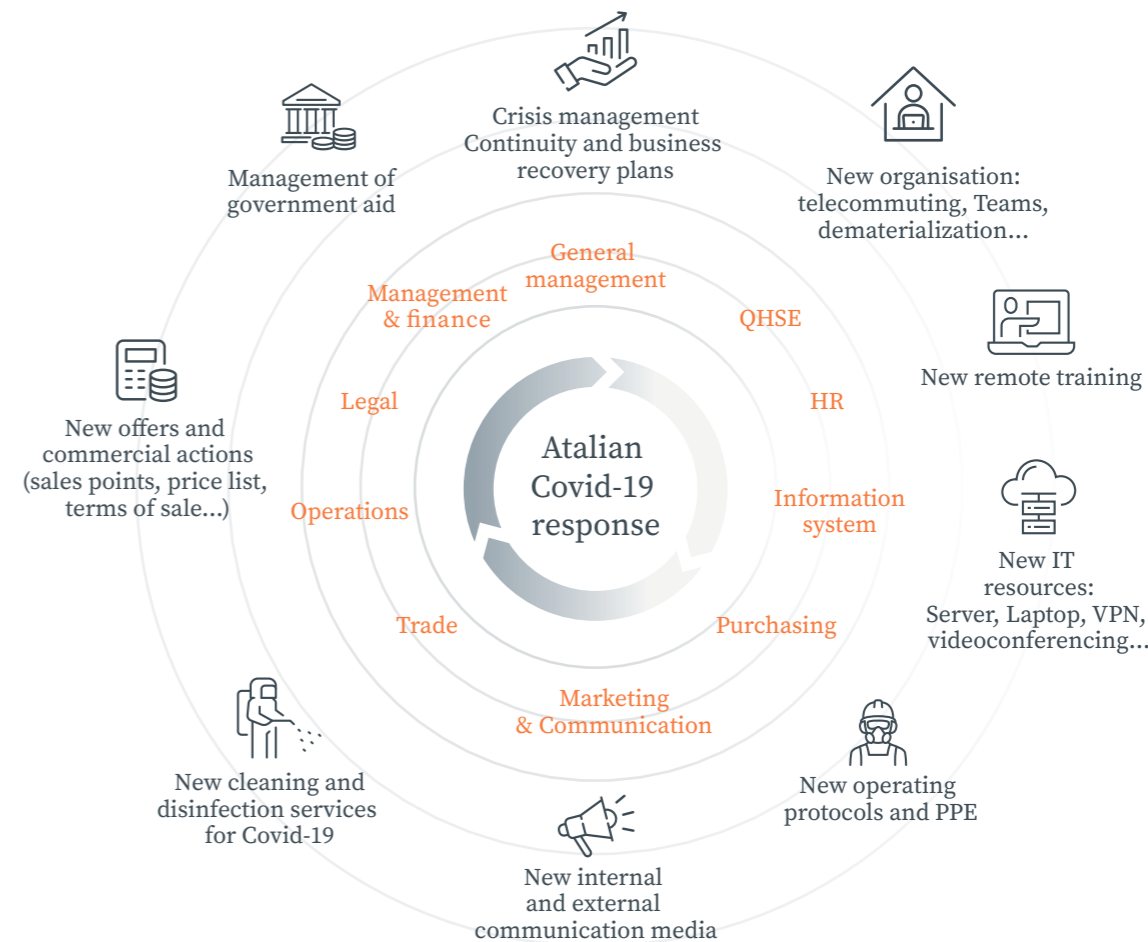 Crisis management
Continuity and business
recovery plans
Management of
government aid
New organisation:
telecommuting, Teams,
dematerialization...
General
management
Management
& finance
QHSE
New remote training
Legal
HR
New offers and
commercial actions
(sales points, price list,
terms of sale...)
Atalian
Covid-19
response
Operations
Information
system
New IT
resources:
Server, Laptop, VPN,
videoconferencing...
Trade
Purchasing
Marketing
& Communication
New cleaning and
disinfection services
for Covid-19
New operating
protocols and PPE
New internal
and external
communication media